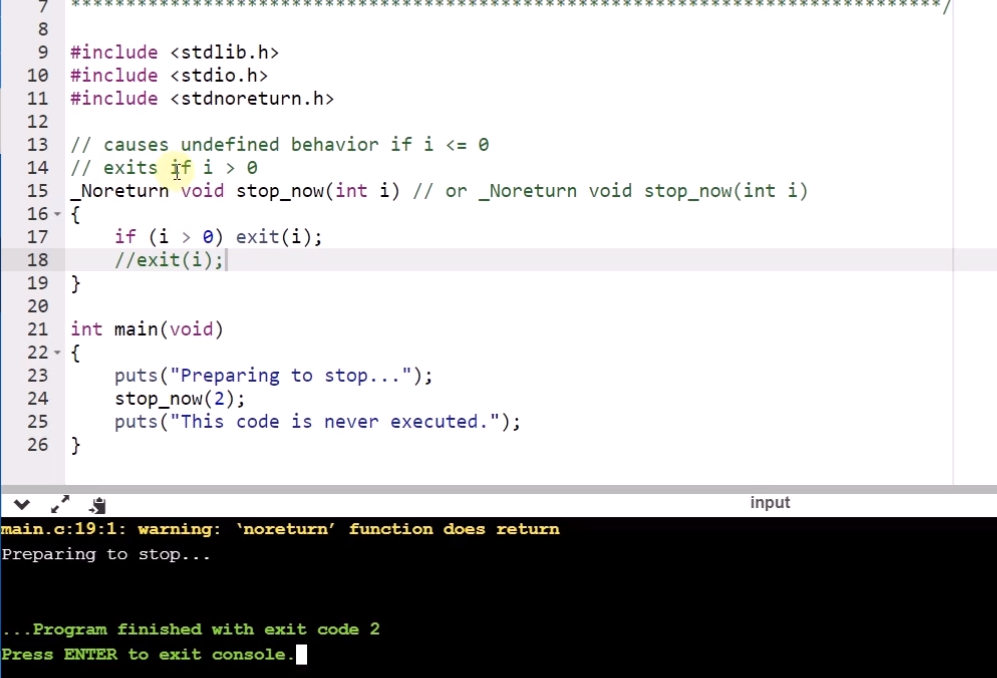 7 *******************************************************************************/
8
9 #include <stdlib.h>
10 #include <stdio.h>
11 #include <stdnoreturn.h>
12
13 // causes undefined behavior if i <= 0
14 // exits if i > 0
15 _Noreturn void stop_now(int i) // or _Noreturn void stop_now(int i)
16 {
17     if (i > 0) exit(i);
18     //exit(i);
19 }
20
21 int main(void)
22 {
23     puts("Preparing to stop...");
24     stop_now(2);
25     puts("This code is never executed.");
26 }
input
main.c:19:1: warning: ‘noreturn’ function does return
Preparing to stop...
...Program finished with exit code 2
Press ENTER to exit console.